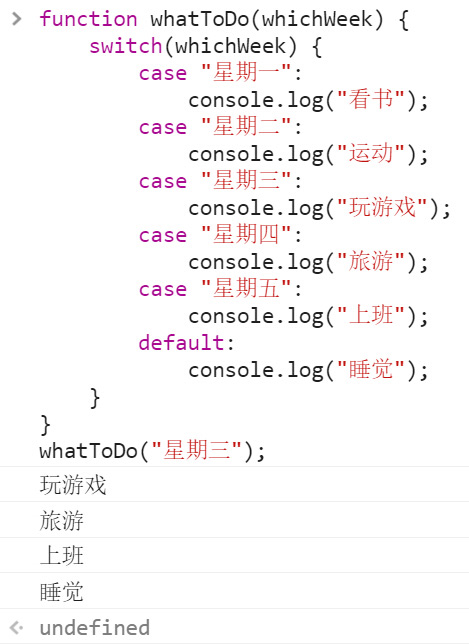 function whatToDo(whichWeek) {
    switch(whichWeek) {
        case "星期一":
            console.log("看书");
        case "星期二":
            console.log("运动");
        case "星期三":
            console.log("玩游戏");
        case "星期四":
            console.log("旅游");
        case "星期五":
            console.log("上班");
        default:
            console.log("睡觉");
    }
}
whatToDo("星期三");
玩游戏
旅游
上班
睡觉
undefined